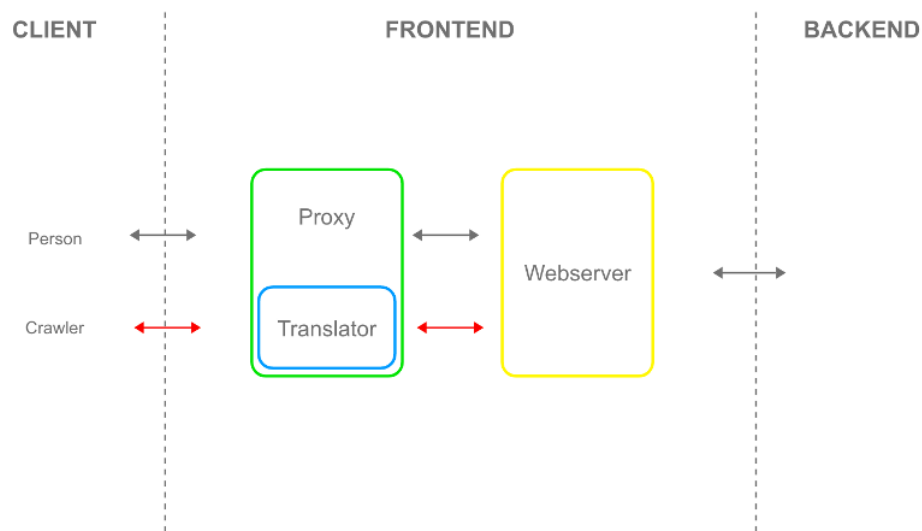 CLIENT
FRONTEND
BACKEND
Person
Proxy
Webserver
Crawler
Translator